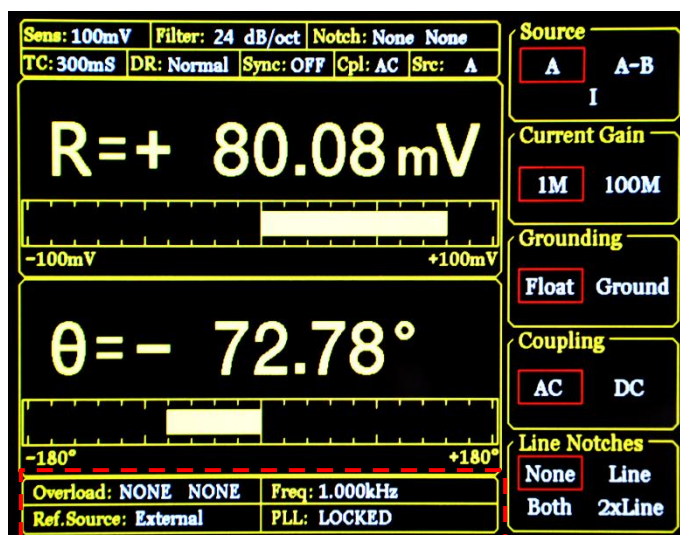 Sens: 100mV Filter: 24 dB/oct Notch: None None
TC: 300mS DR: Normal Sync: OFF Cpl: AC Src: A
R=+ 80.08 mV
-100mV +100mV
θ=- 72.78°
-180° +180°
Overload: NONE NONE Freq: 1.000kHz
Ref.Source: External PLL: LOCKED
Source
A A-B
I
Current Gain
1M 100M
Grounding
Float Ground
Coupling
AC DC
Line Notches
None Line
Both 2xLine